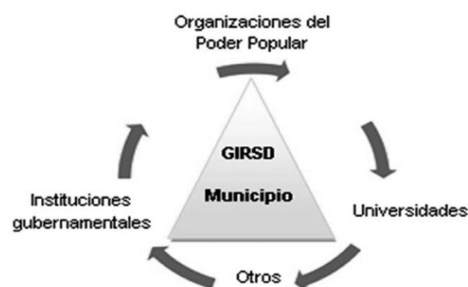 Organizaciones del
Poder Popular
GIRSD
Municipio
Instituciones
gubernamentales
Universidades
Otros